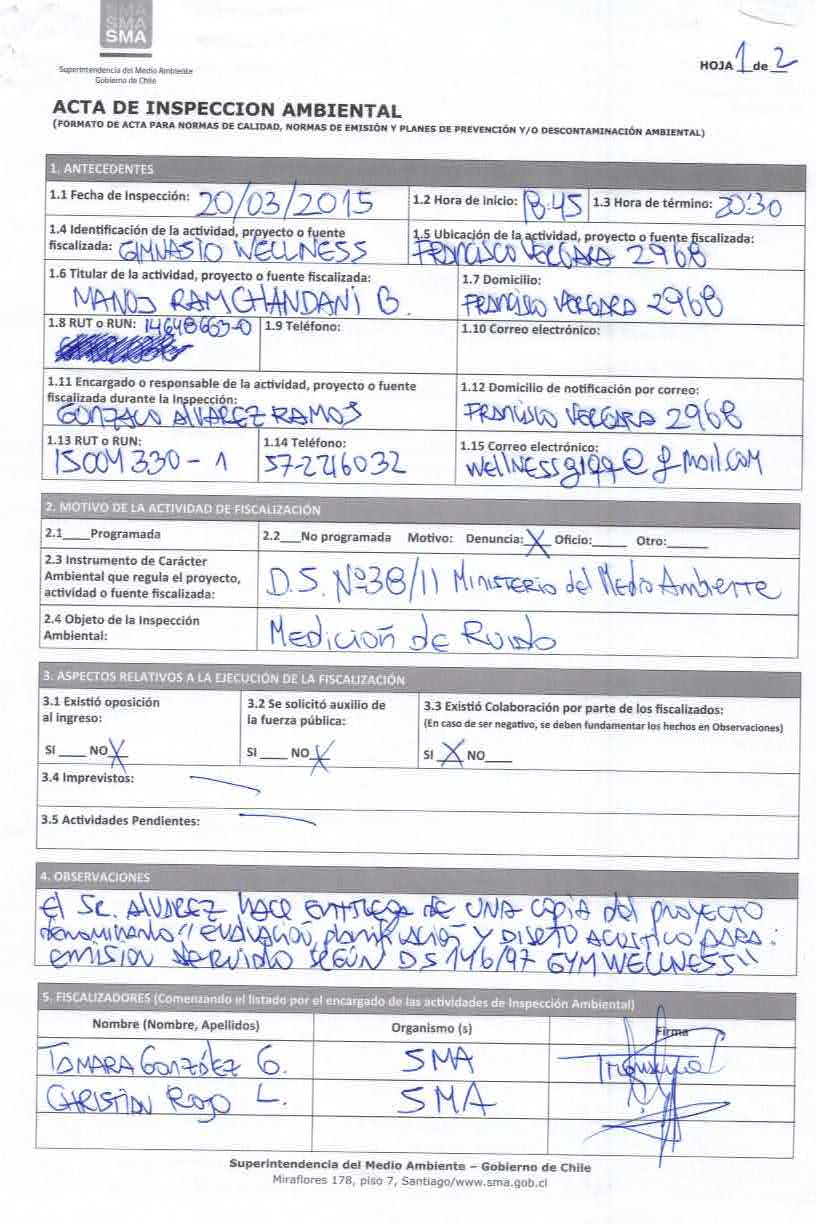 SMA
SMA
SMA
Superintendencia del Medio Ambiente
Gobierno de Chile
HOJA 1 de 2
ACTA DE INSPECCION AMBIENTAL
(FORMATO DE ACTA PARA NORMAS DE CALIDAD, NORMAS DE EMISIÓN Y PLANES DE PREVENCIÓN Y/O DESCONTAMINACIÓN AMBIENTAL)
1. ANTECEDENTES
1.1 Fecha de Inspección: 20/03/2015
1.2 Hora de inicio: 18:45
1.3 Hora de término: 20:30
1.4 Identificación de la actividad, proyecto o fuente
fiscalizada: GIMNASIO WELLNESS
1.5 Ubicación de la actividad, proyecto o fuente fiscalizada:
FRANCISCO VERGARA 2968
1.6 Titular de la actividad, proyecto o fuente fiscalizada:
MANOJ RAMCHANDANI B.
1.7 Domicilio:
FRANCISCO VERGARA 2968
1.8 RUT o RUN: 14648663-0
1.9 Teléfono:
1.10 Correo electrónico:
1.11 Encargado o responsable de la actividad, proyecto o fuente
fiscalizada durante la Inspección:
GONZALO ALVAREZ RAMOS
1.12 Domicilio de notificación por correo:
FRANCISCO VERGARA 2968
1.13 RUT o RUN:
15004330-1
1.14 Teléfono:
57-2216032
1.15 Correo electrónico:
@gmail.com
2. MOTIVO DE LA ACTIVIDAD DE FISCALIZACIÓN
2.1____Programada
2.2___No programada Motivo: Denuncia: X Oficio:_____ Otro:______
2.3 Instrumento de Carácter
Ambiental que regula el proyecto,
actividad o fuente fiscalizada:
D.S. Nº38/11 Ministerio del Medio Ambiente
2.4 Objeto de la Inspección
Ambiental:
Medición de Ruido
3. ASPECTOS RELATIVOS A LA EJECUCIÓN DE LA FISCALIZACIÓN
3.1 Existió oposición
al ingreso:
SI ____ NO X
3.2 Se solicitó auxilio de
la fuerza pública:
SI ____ NO X
3.3 Existió Colaboración por parte de los fiscalizados:
(En caso de ser negativo, se deben fundamentar los hechos en Observaciones)
SI X NO____
3.4 Imprevistos:
3.5 Actividades Pendientes:
4. OBSERVACIONES
El Sr. ALVAREZ HACE ENTREGA DE UNA COPIA del proyecto
denominado "EVALUACIÓN, planificación Y DISEÑO ACUSTICO PARA:
EMISION DE RUIDO SEGÚN DS 146/97 GYM WELLNESS"
5. FISCALIZADORES (Comenzando el listado por el encargado de las actividades de Inspección Ambiental)
Nombre (Nombre, Apellidos)
Organismo (s)
Firma
TAMARA González G.
SMA
CHRISTIAN Rojo L.
SMA
Superintendencia del Medio Ambiente – Gobierno de Chile
Miraflores 178, piso 7, Santiago/www.sma.gob.cl